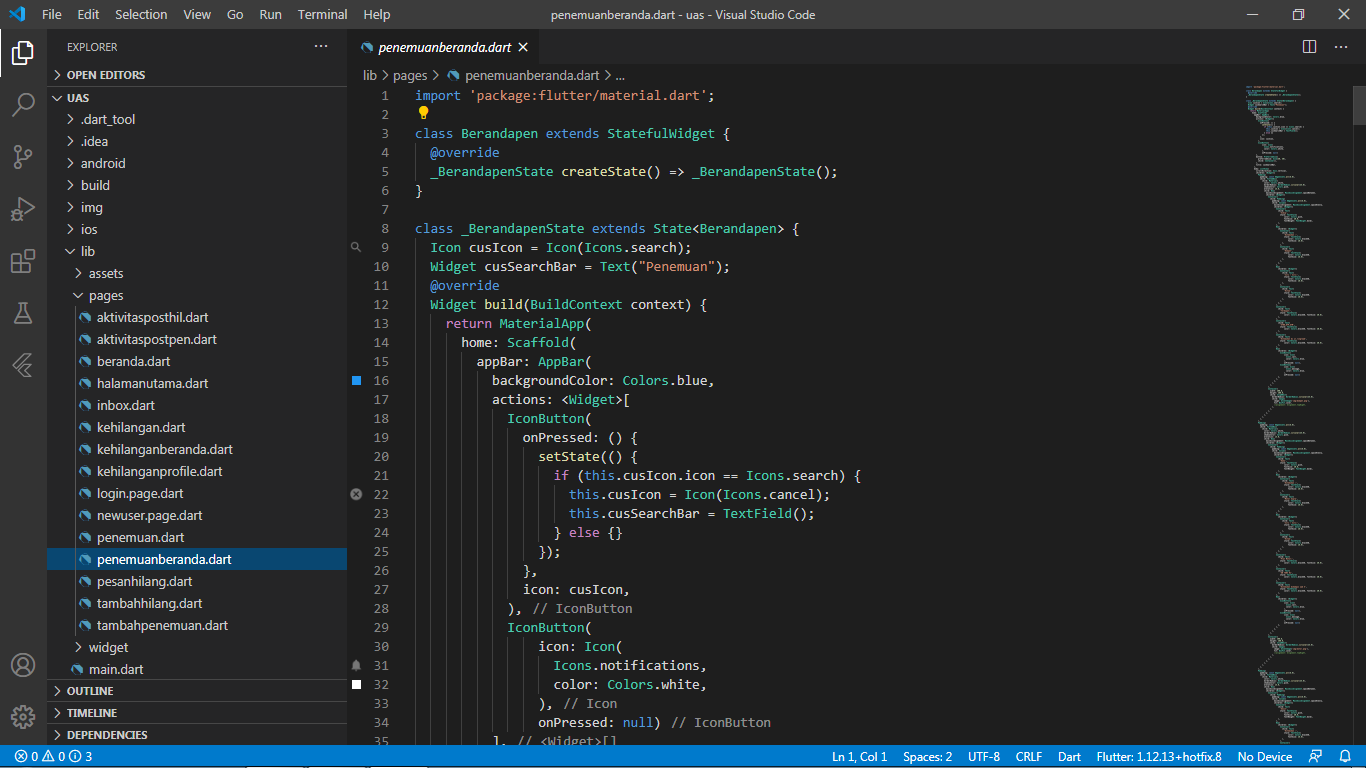 File Edit Selection View Go Run Terminal Help
penemuanberanda.dart - uas - Visual Studio Code
EXPLORER
OPEN EDITORS
UAS
.dart_tool
.idea
android
build
img
ios
lib
assets
pages
aktivitasposthil.dart
aktivitaspostpen.dart
beranda.dart
halamanutama.dart
inbox.dart
kehilangan.dart
kehilanganberanda.dart
kehilanganprofile.dart
login.page.dart
newuser.page.dart
penemuan.dart
penemuanberanda.dart
pesanhilang.dart
tambahhilang.dart
tambahpenemuan.dart
widget
main.dart
OUTLINE
TIMELINE
DEPENDENCIES
penemuanberanda.dart
lib > pages > penemuanberanda.dart > ...
1 import 'package:flutter/material.dart';
2
3 class Berandapen extends StatefulWidget {
4 @override
5 _BerandapenState createState() => _BerandapenState();
6 }
7
8 class _BerandapenState extends State<Berandapen> {
9 Icon cusIcon = Icon(Icons.search);
10 Widget cusSearchBar = Text("Penemuan");
11 @override
12 Widget build(BuildContext context) {
13 return MaterialApp(
14 home: Scaffold(
15 appBar: AppBar(
16 backgroundColor: Colors.blue,
17 actions: <Widget>[
18 IconButton(
19 onPressed: () {
20 setState(() {
21 if (this.cusIcon.icon == Icons.search) {
22 this.cusIcon = Icon(Icons.cancel);
23 this.cusSearchBar = TextField();
24 } else {}
25 });
26 },
27 icon: cusIcon,
28 ), // IconButton
29 IconButton(
30 icon: Icon(
31 Icons.notifications,
32 color: Colors.white,
33 ), // Icon
34 onPressed: null) // IconButton
35 ], // <Widget>[]
0 0 3
Ln 1, Col 1 Spaces: 2 UTF-8 CRLF Dart Flutter: 1.12.13+hotfix.8 No Device